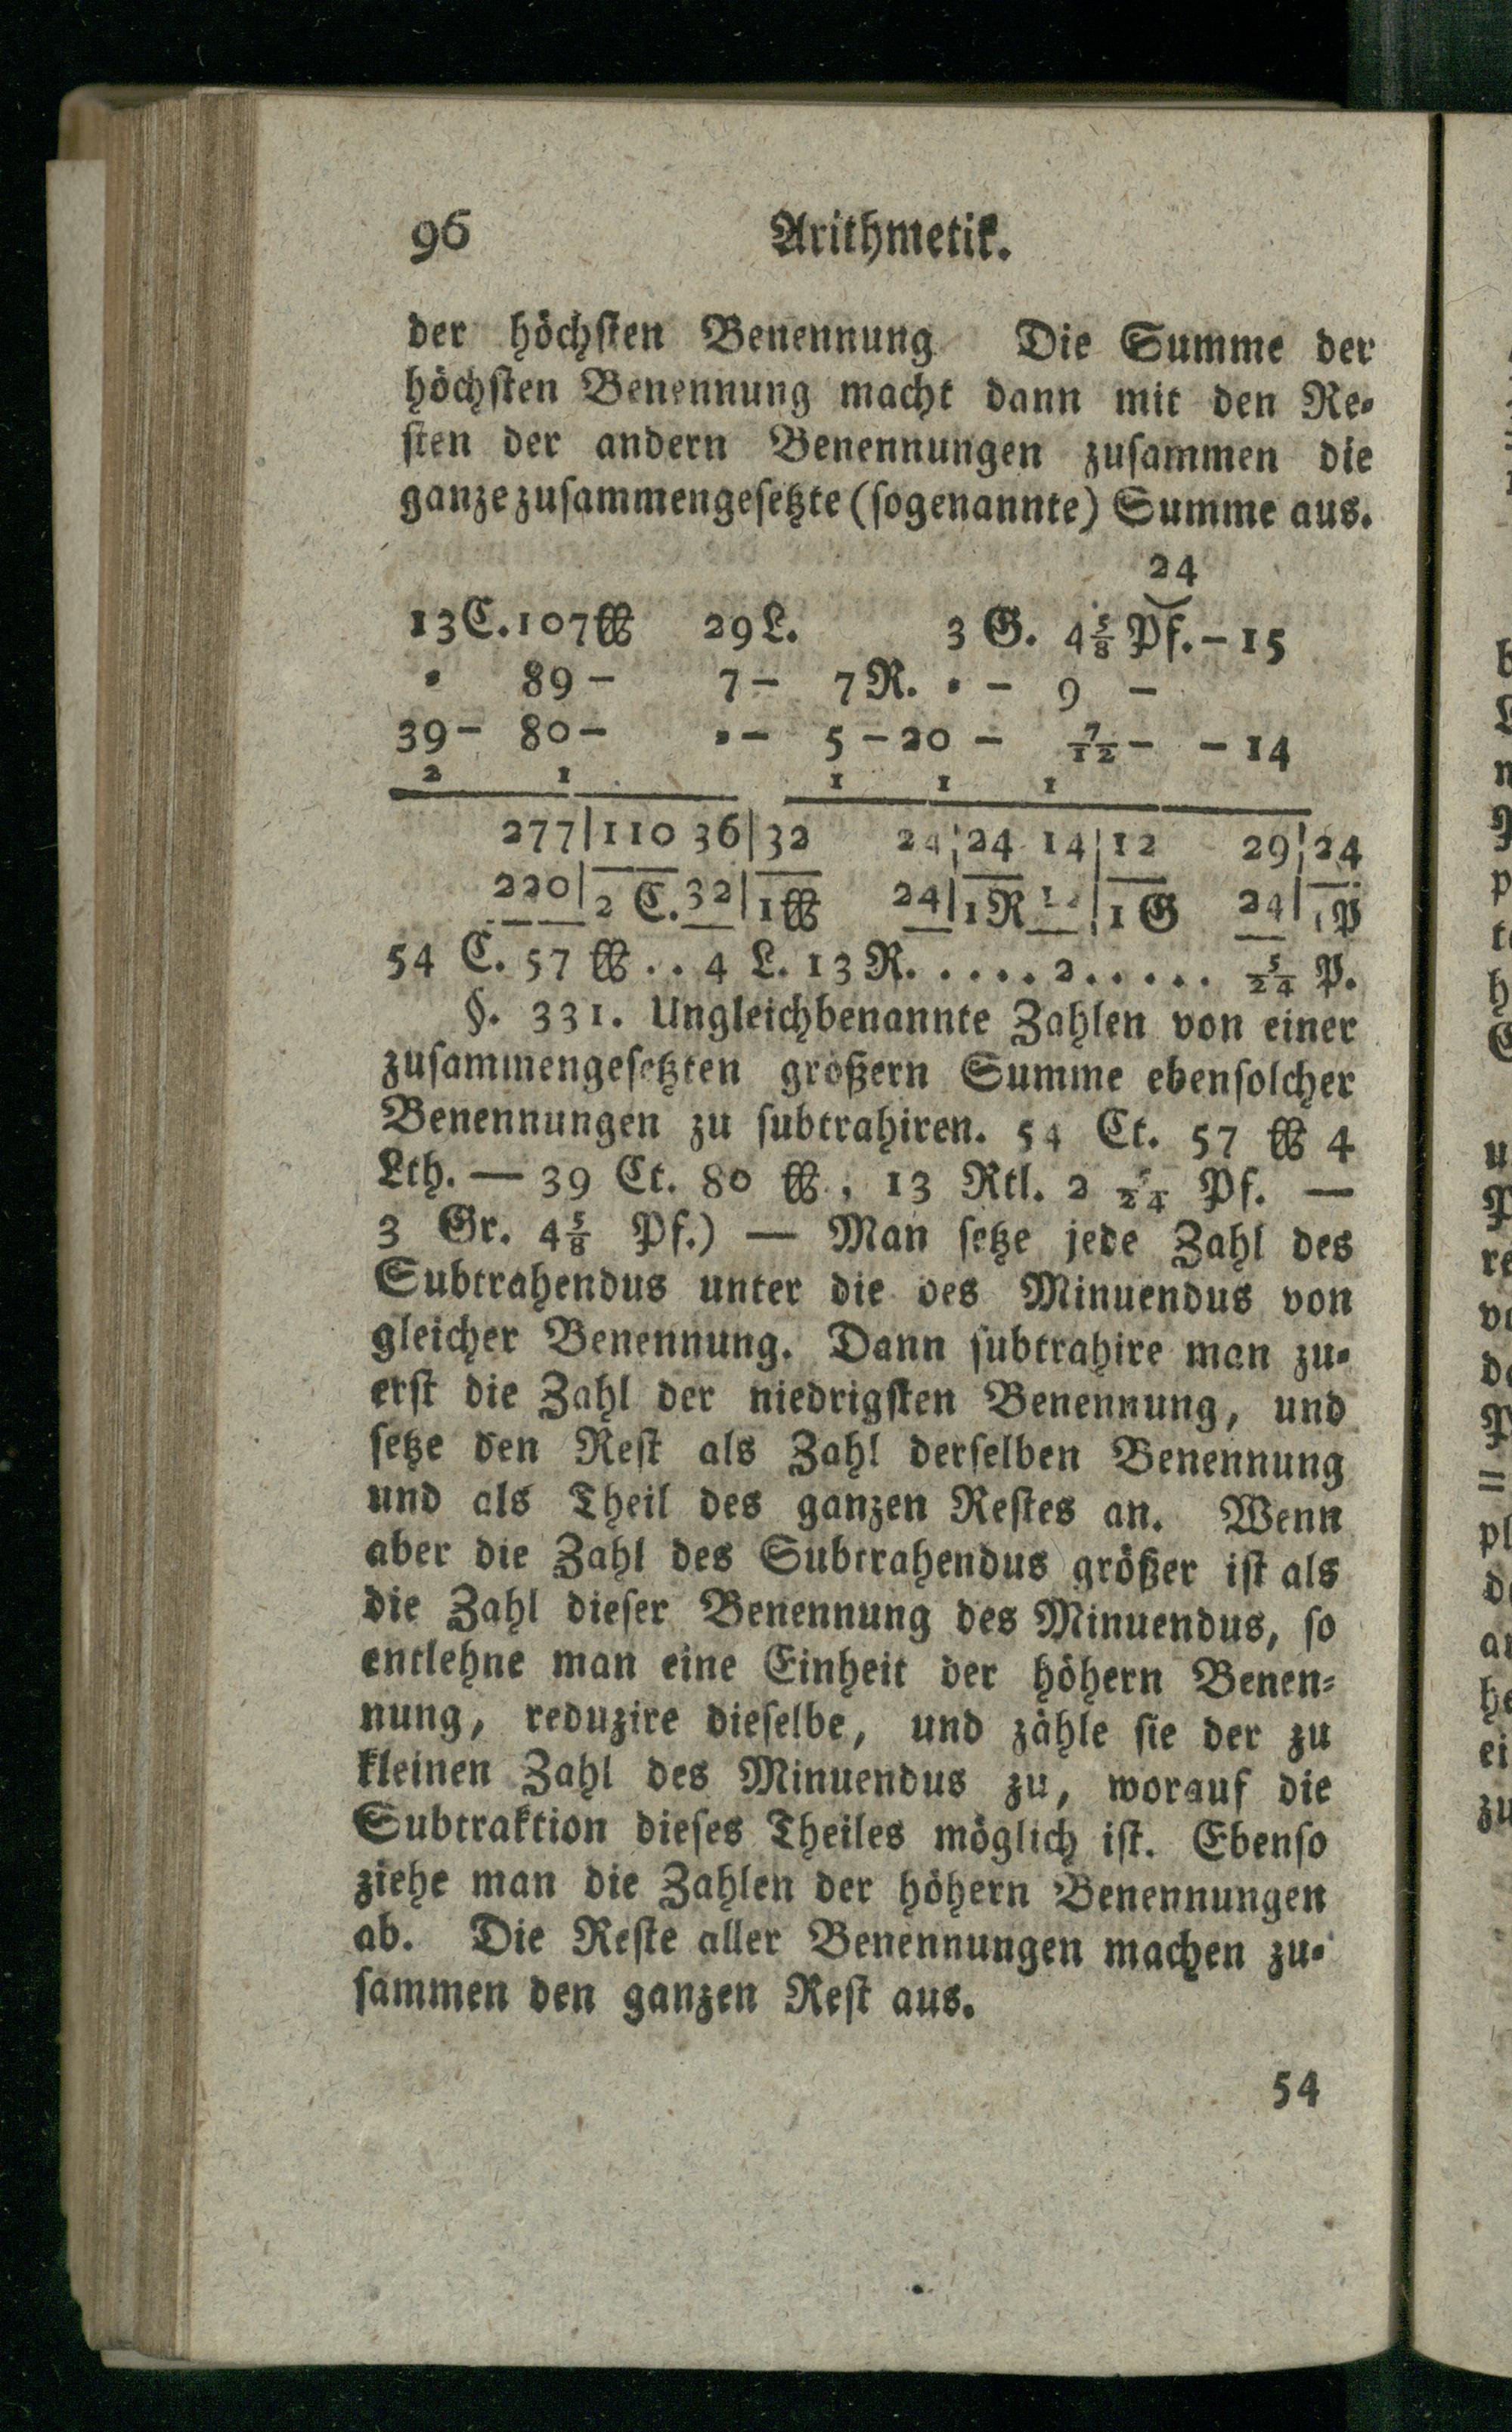 96 Arithmetik.
der höchsten Benennung Die Summe der
höchsten Benennung macht dann mit den Re-
sten der andern Benennungen zusammen die
ganze zusammengesetzte (sogenannte) Summe aus.
24
13 C. 107 ℔ 29 L. 3 G. 4⅝ Pf. - 15
" 89 - 7 - 7 R. " - 9 -
39 - 80 - " - 5 - 20 - 7/12 - - 14
2 1 1 1 1
277|110 36|32 24|24 14|12 29|24
220|2 C. 32|1 ℔ 24|1 R |1 G 24|1 P
54 C. 57 ℔ . . 4 L. 13 R. . . . . 2 . . . . . 5/24 P.
§. 331. Ungleichbenannte Zahlen von einer
zusammengesetzten größern Summe ebensolcher
Benennungen zu subtrahiren. 54 Ct. 57 ℔ 4
Lth. — 39 Ct. 80 ℔, 13 Rtl. 2 5/24 Pf. —
3 Gr. 4⅝ Pf.) — Man setze jede Zahl des
Subtrahendus unter die des Minuendus von
gleicher Benennung. Dann subtrahire man zu-
erst die Zahl der niedrigsten Benennung, und
setze den Rest als Zahl derselben Benennung
und als Theil des ganzen Restes an. Wenn
aber die Zahl des Subtrahendus größer ist als
die Zahl dieser Benennung des Minuendus, so
entlehne man eine Einheit der höhern Benen-
nung, reduzire dieselbe, und zähle sie der zu
kleinen Zahl des Minuendus zu, worauf die
Subtraktion dieses Theiles möglich ist. Ebenso
ziehe man die Zahlen der höhern Benennungen
ab. Die Reste aller Benennungen machen zu-
sammen den ganzen Rest aus.
54